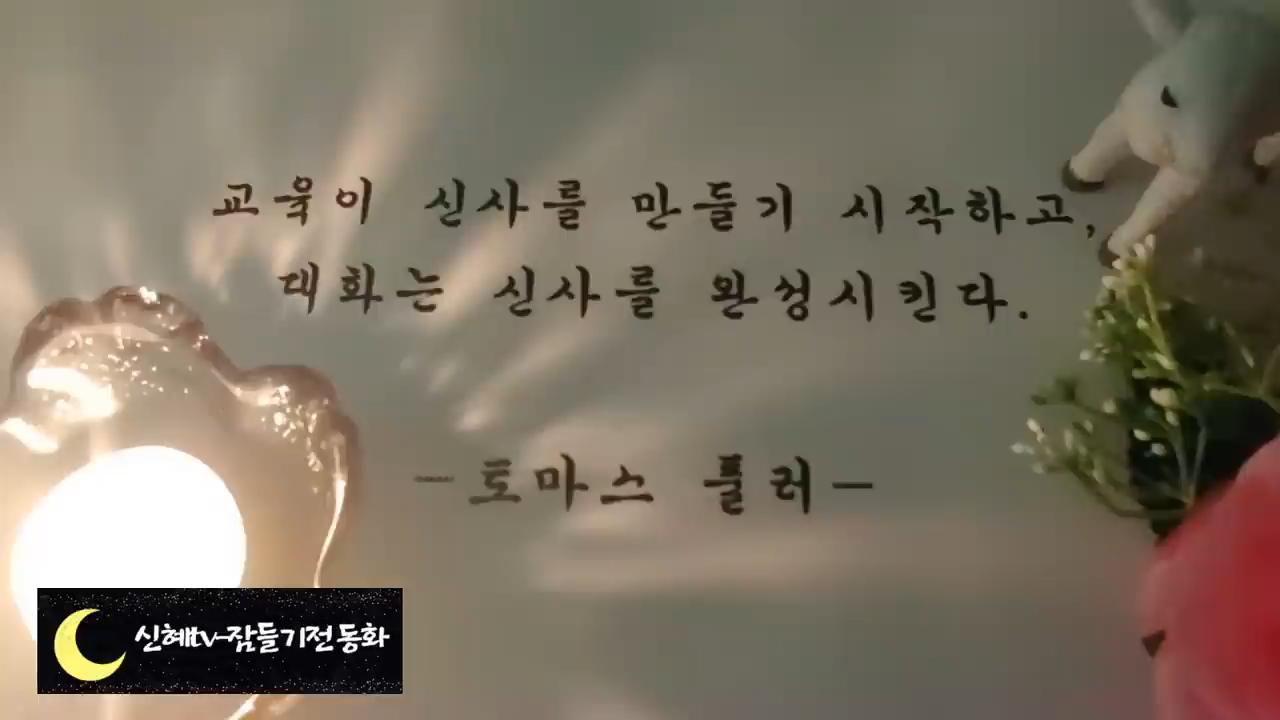 교육이 신사를 만들기 시작하고,
대화는 신사를 완성시킨다.
-토마스 풀러-
신혜tv-잠들기전 동화